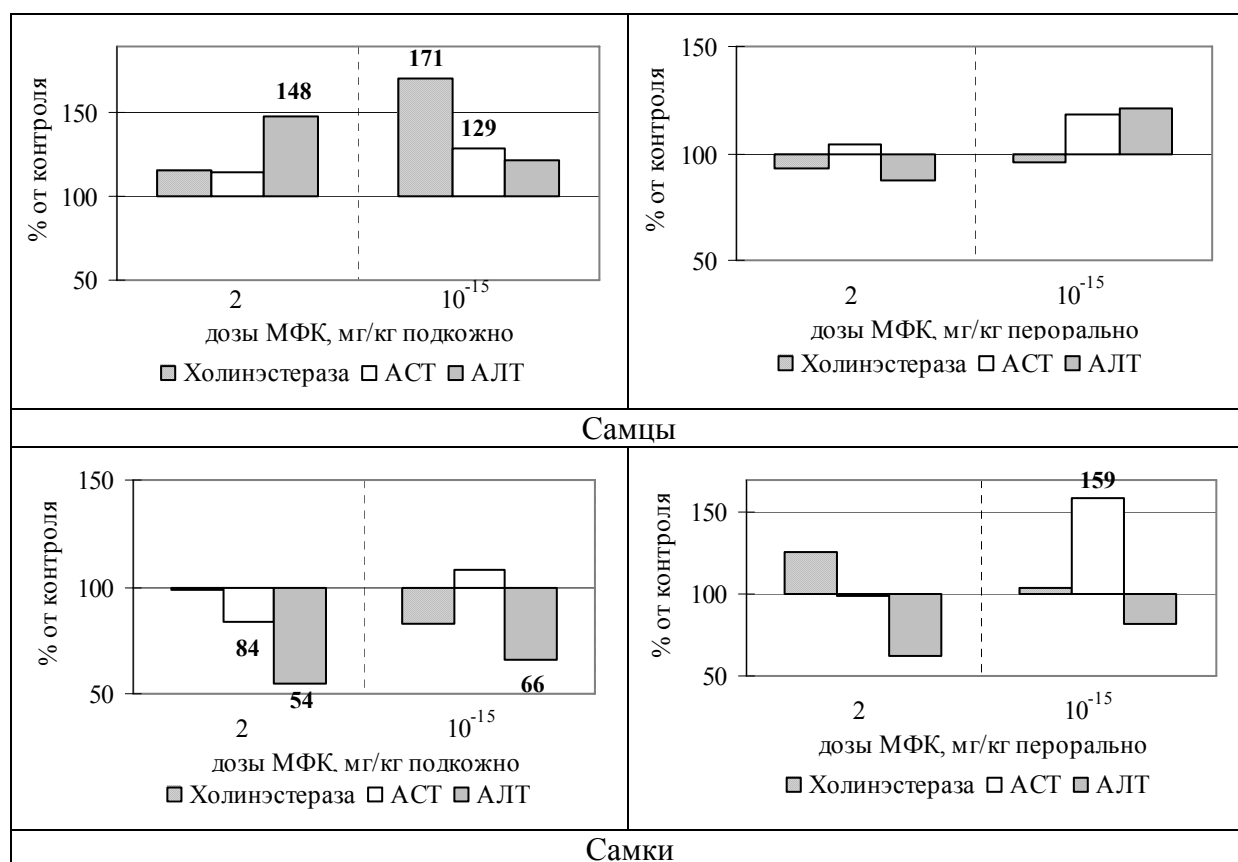 % от контроля
150
100
50
148
171
129
2
10⁻¹⁵
дозы МФК, мг/кг подкожно
Холинэстераза АСТ АЛТ
% от контроля
150
100
50
2
10⁻¹⁵
дозы МФК, мг/кг перорально
Холинэстераза АСТ АЛТ
Самцы
% от контроля
150
100
50
84
54
66
2
10⁻¹⁵
дозы МФК, мг/кг подкожно
Холинэстераза АСТ АЛТ
% от контроля
150
100
50
159
2
10⁻¹⁵
дозы МФК, мг/кг перорально
Холинэстераза АСТ АЛТ
Самки